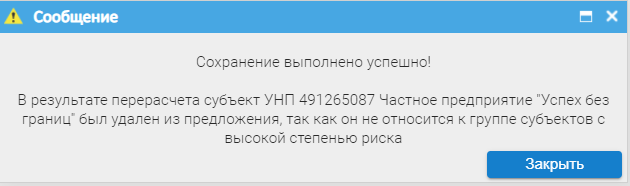 Сообщение
Сохранение выполнено успешно!
В результате перерасчета субъект УНП 491265087 Частное предприятие "Успех без
границ" был удален из предложения, так как он не относится к группе субъектов с
высокой степенью риска
Закрыть